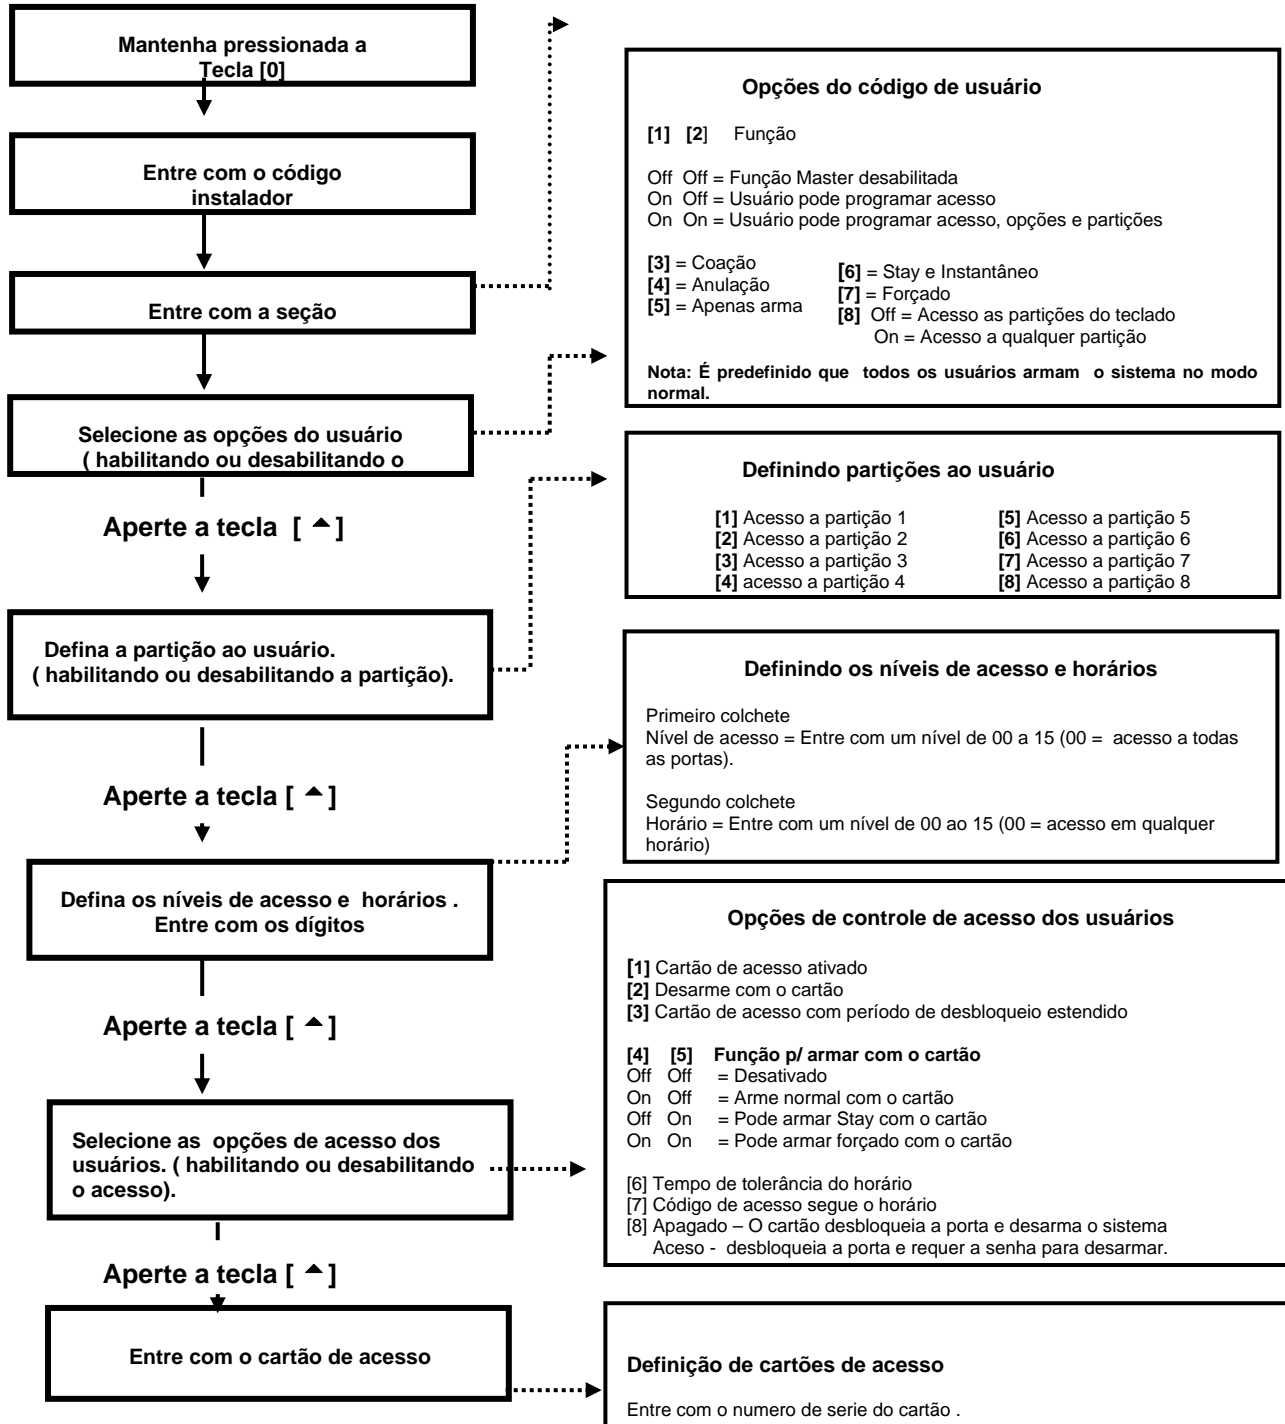 Mantenha pressionada a
Tecla [0]
Entre com o código
instalador
Entre com a seção
Selecione as opções do usuário
( habilitando ou desabilitando o
Aperte a tecla [ ⏶ ]
Defina a partição ao usuário.
( habilitando ou desabilitando a partição).
Aperte a tecla [ ⏶ ]
Defina os níveis de acesso e horários .
Entre com os dígitos
Aperte a tecla [ ⏶ ]
Selecione as opções de acesso dos
usuários. ( habilitando ou desabilitando
o acesso).
Aperte a tecla [ ⏶ ]
Entre com o cartão de acesso
Opções do código de usuário
[1] [2] Função
Off Off = Função Master desabilitada
On Off = Usuário pode programar acesso
On On = Usuário pode programar acesso, opções e partições
[3] = Coação
[4] = Anulação
[5] = Apenas arma
[6] = Stay e Instantâneo
[7] = Forçado
[8] Off = Acesso as partições do teclado
On = Acesso a qualquer partição
Nota: É predefinido que todos os usuários armam o sistema no modo
normal.
Definindo partições ao usuário
[1] Acesso a partição 1
[2] Acesso a partição 2
[3] Acesso a partição 3
[4] acesso a partição 4
[5] Acesso a partição 5
[6] Acesso a partição 6
[7] Acesso a partição 7
[8] Acesso a partição 8
Definindo os níveis de acesso e horários
Primeiro colchete
Nível de acesso = Entre com um nível de 00 a 15 (00 = acesso a todas
as portas).
Segundo colchete
Horário = Entre com um nível de 00 ao 15 (00 = acesso em qualquer
horário)
Opções de controle de acesso dos usuários
[1] Cartão de acesso ativado
[2] Desarme com o cartão
[3] Cartão de acesso com período de desbloqueio estendido
[4] [5] Função p/ armar com o cartão
Off Off = Desativado
On Off = Arme normal com o cartão
Off On = Pode armar Stay com o cartão
On On = Pode armar forçado com o cartão
[6] Tempo de tolerância do horário
[7] Código de acesso segue o horário
[8] Apagado – O cartão desbloqueia a porta e desarma o sistema
Aceso - desbloqueia a porta e requer a senha para desarmar.
Definição de cartões de acesso
Entre com o numero de serie do cartão .